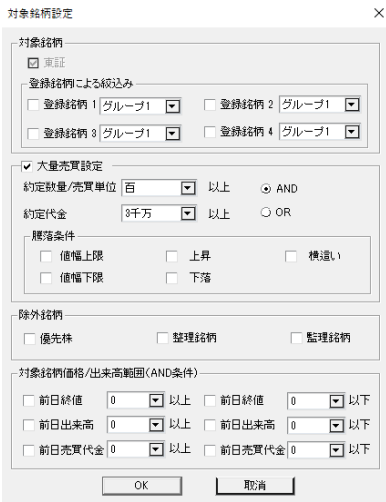 対象銘柄設定
対象銘柄
東証
登録銘柄による絞込み
登録銘柄 1 グループ1 登録銘柄 2 グループ1
登録銘柄 3 グループ1 登録銘柄 4 グループ1
大量売買設定
約定数量/売買単位 百 以上 AND
約定代金 3千万 以上 OR
騰落条件
値幅上限 上昇 横這い
値幅下限 下落
除外銘柄
優先株 整理銘柄 監理銘柄
対象銘柄価格/出来高範囲(AND条件)
前日終値 0 以上 前日終値 0 以下
前日出来高 0 以上 前日出来高 0 以下
前日売買代金 0 以上 前日売買代金 0 以下
OK 取消